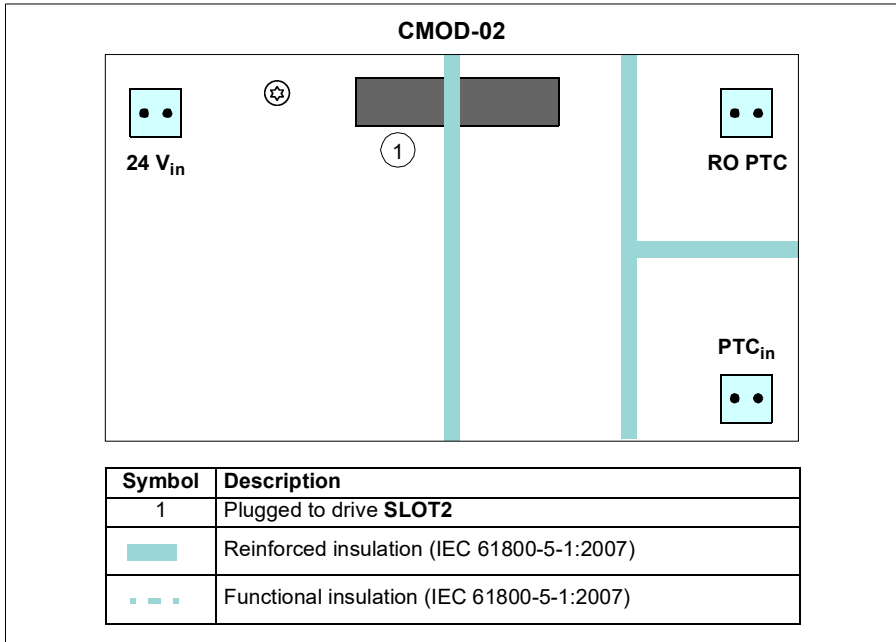 CMOD-02
24 Vin
1
RO PTC
PTCin
Symbol Description
1 Plugged to drive SLOT2
Reinforced insulation (IEC 61800-5-1:2007)
Functional insulation (IEC 61800-5-1:2007)